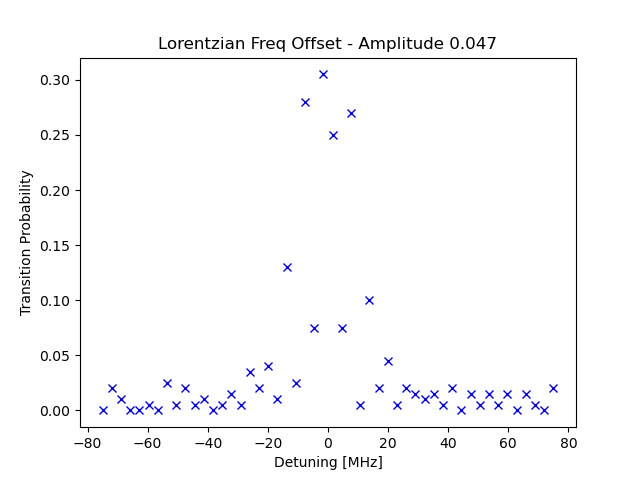 Lorentzian Freq Offset - Amplitude 0.047
0.30
0.25
0.20
0.15
0.10
0.05
0.00
Transition Probability
−80 −60 −40 −20 0 20 40 60 80
Detuning [MHz]